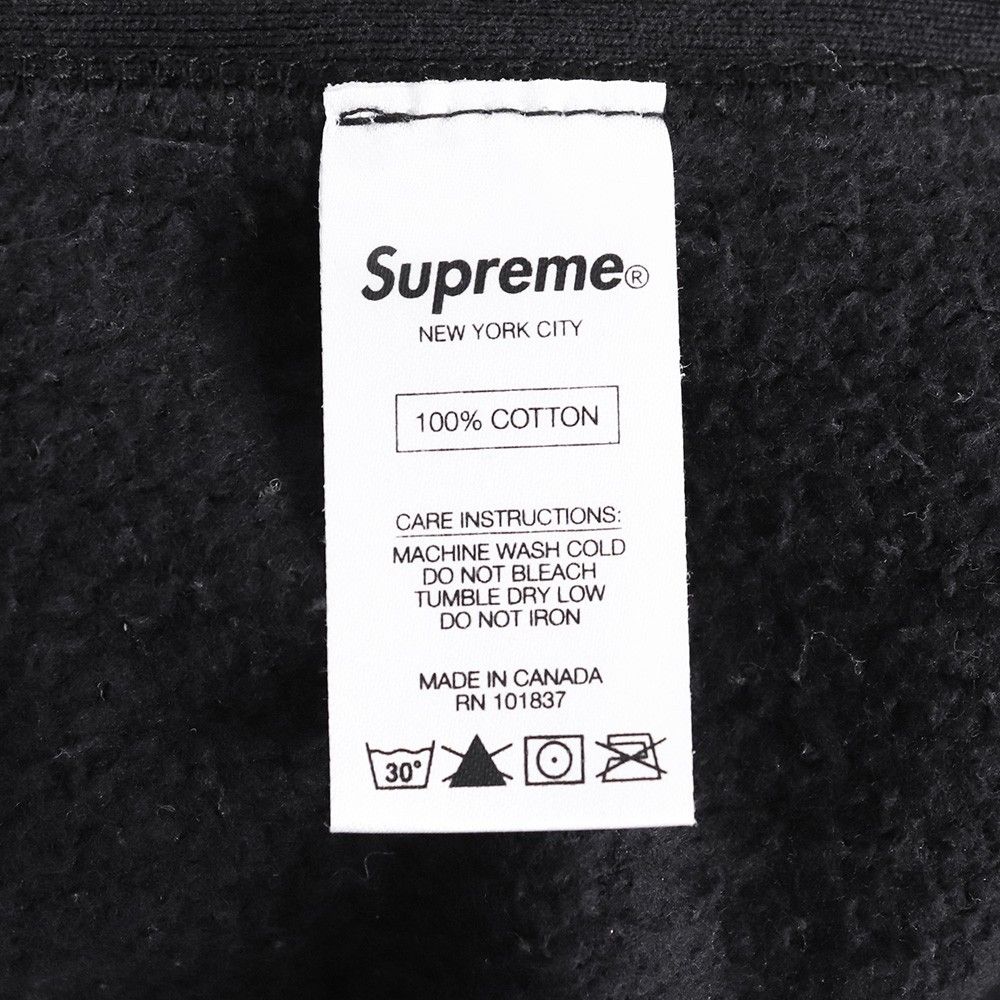 Supreme®
NEW YORK CITY
100% COTTON
CARE INSTRUCTIONS:
MACHINE WASH COLD
DO NOT BLEACH
TUMBLE DRY LOW
DO NOT IRON
MADE IN CANADA
RN 101837
30°